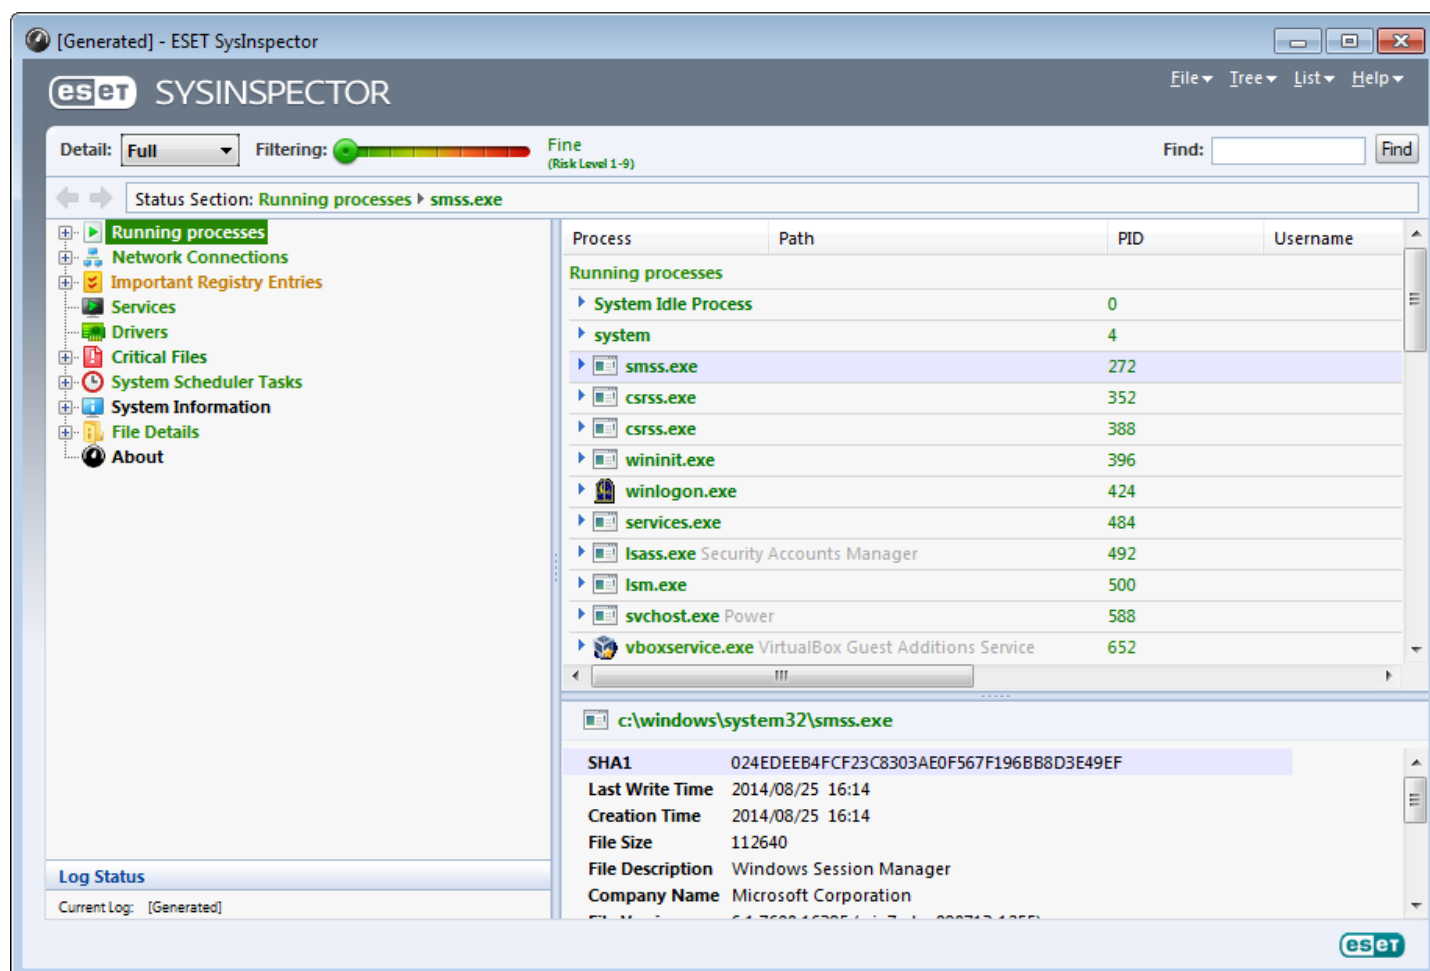 [Generated] - ESET SysInspector
eseT SYSINSPECTOR
File Tree List Help
Detail: Full Filtering: Fine Find: Find
(Risk Level 1-9)
Status Section: Running processes smss.exe
Running processes
Network Connections
Important Registry Entries
Services
Drivers
Critical Files
System Scheduler Tasks
System Information
File Details
About
Process Path PID Username
Running processes
System Idle Process 0
system 4
smss.exe 272
csrss.exe 352
csrss.exe 388
wininit.exe 396
winlogon.exe 424
services.exe 484
lsass.exe Security Accounts Manager 492
lsm.exe 500
svchost.exe Power 588
vboxservice.exe VirtualBox Guest Additions Service 652
c:\windows\system32\smss.exe
SHA1 024EDEEB4FCF23C8303AE0F567F196BB8D3E49EF
Last Write Time 2014/08/25 16:14
Creation Time 2014/08/25 16:14
File Size 112640
File Description Windows Session Manager
Company Name Microsoft Corporation
Log Status
Current Log: [Generated]
eseT